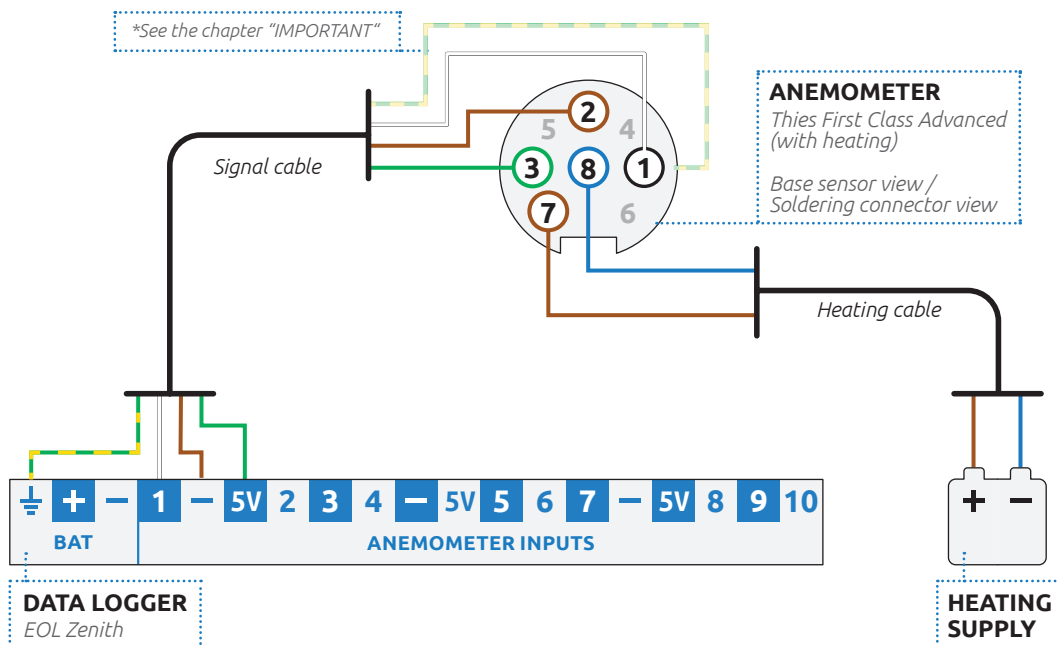 *See the chapter "IMPORTANT"
ANEMOMETER
Thies First Class Advanced
(with heating)
Base sensor view /
Soldering connector view
2
5 4
3 8 1
7 6
Signal cable
Heating cable
+ − 1 − 5V 2 3 4 − 5V 5 6 7 − 5V 8 9 10
BAT ANEMOMETER INPUTS
+ −
DATA LOGGER
EOL Zenith
HEATING
SUPPLY